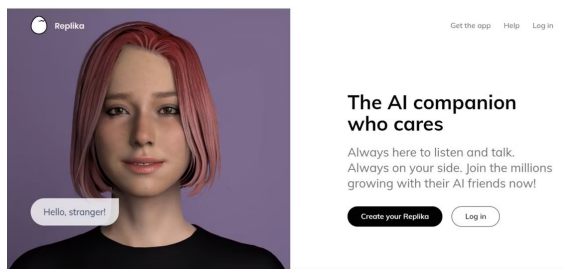 Replika
Get the app Help Log in
The AI companion
who cares
Always here to listen and talk.
Always on your side. Join the millions
growing with their AI friends now!
Create your Replika Log in
Hello, stranger!